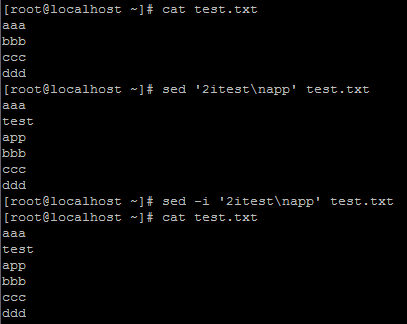 [root@localhost ~]# cat test.txt
aaa
bbb
ccc
ddd
[root@localhost ~]# sed '2itest\napp' test.txt
aaa
test
app
bbb
ccc
ddd
[root@localhost ~]# sed -i '2itest\napp' test.txt
[root@localhost ~]# cat test.txt
aaa
test
app
bbb
ccc
ddd